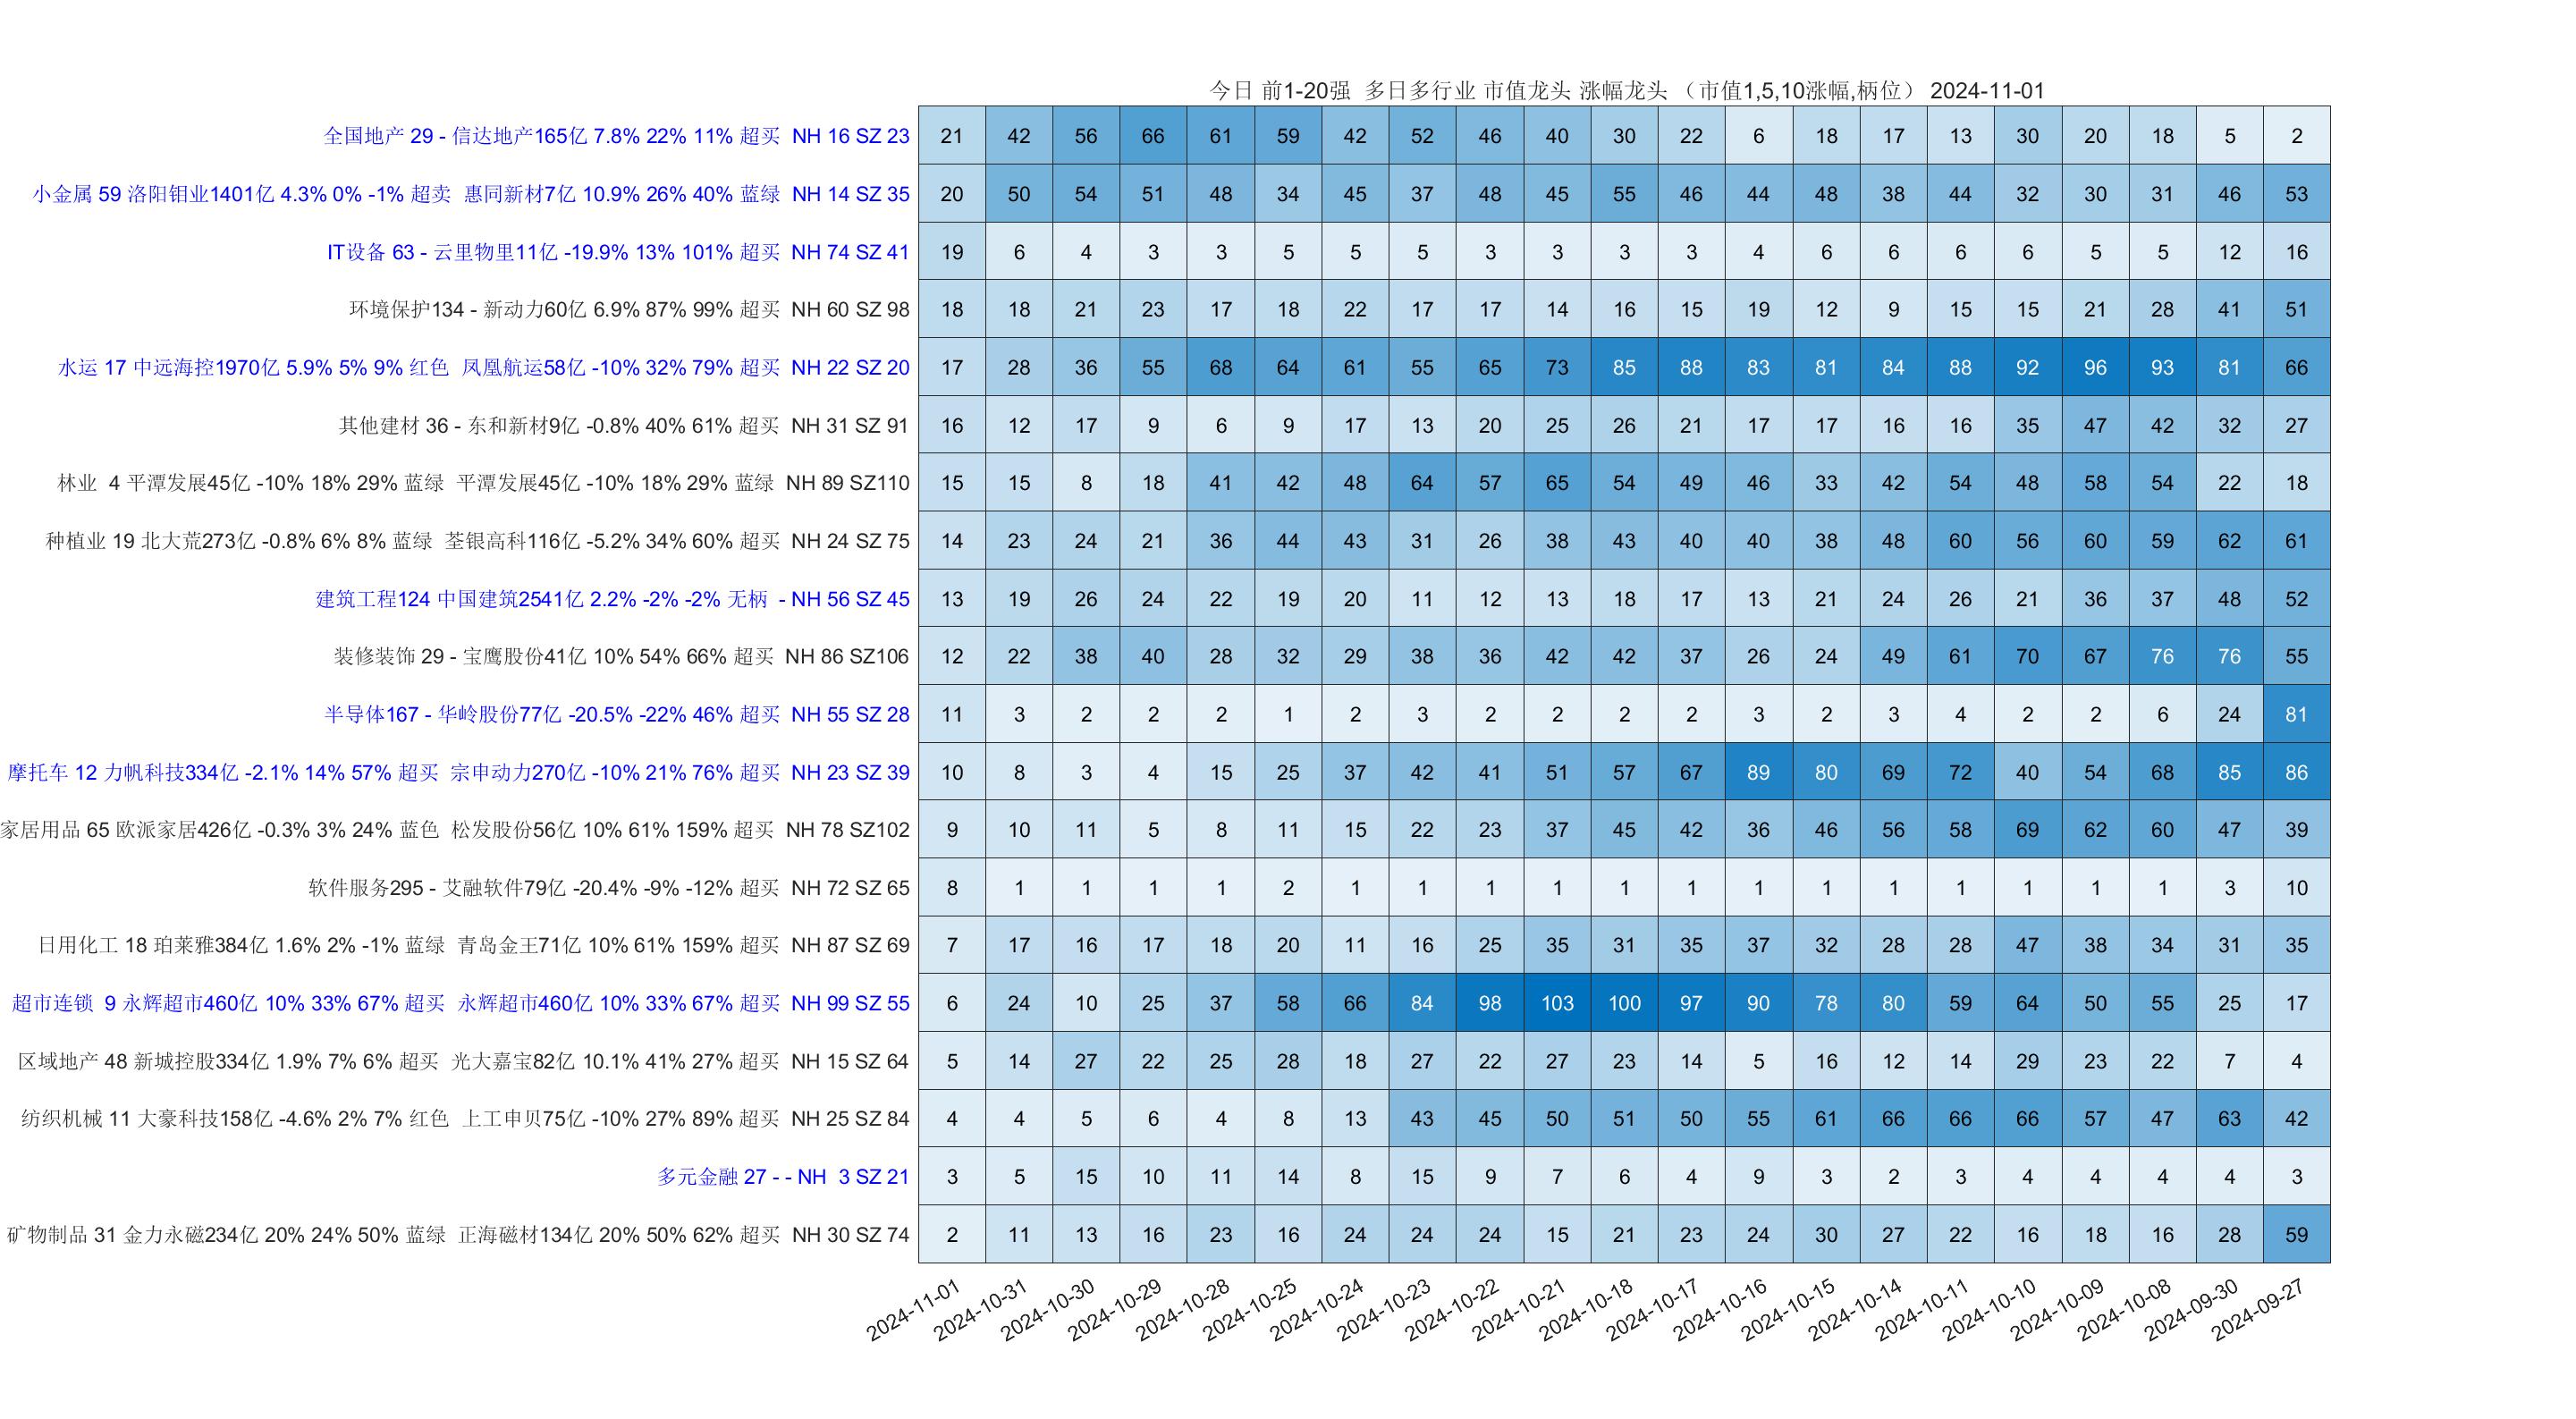 今日 前1-20强 多日多行业 市值龙头 涨幅龙头 （市值1,5,10涨幅,柄位） 2024-11-01
全国地产 29 - 信达地产165亿 7.8% 22% 11% 超买 NH 16 SZ 23 21 42 56 66 61 59 42 52 46 40 30 22 6 18 17 13 30 20 18 5 2
小金属 59 洛阳钼业1401亿 4.3% 0% -1% 超卖 惠同新材7亿 10.9% 26% 40% 蓝绿 NH 14 SZ 35 20 50 54 51 48 34 45 37 48 45 55 46 44 48 38 44 32 30 31 46 53
IT设备 63 - 云里物里11亿 -19.9% 13% 101% 超买 NH 74 SZ 41 19 6 4 3 3 5 5 5 3 3 3 3 4 6 6 6 6 5 5 12 16
环境保护134 - 新动力60亿 6.9% 87% 99% 超买 NH 60 SZ 98 18 18 21 23 17 18 22 17 17 14 16 15 19 12 9 15 15 21 28 41 51
水运 17 中远海控1970亿 5.9% 5% 9% 红色 凤凰航运58亿 -10% 32% 79% 超买 NH 22 SZ 20 17 28 36 55 68 64 61 55 65 73 85 88 83 81 84 88 92 96 93 81 66
其他建材 36 - 东和新材9亿 -0.8% 40% 61% 超买 NH 31 SZ 91 16 12 17 9 6 9 17 13 20 25 26 21 17 17 16 16 35 47 42 32 27
林业 4 平潭发展45亿 -10% 18% 29% 蓝绿 平潭发展45亿 -10% 18% 29% 蓝绿 NH 89 SZ110 15 15 8 18 41 42 48 64 57 65 54 49 46 33 42 54 48 58 54 22 18
种植业 19 北大荒273亿 -0.8% 6% 8% 蓝绿 荃银高科116亿 -5.2% 34% 60% 超买 NH 24 SZ 75 14 23 24 21 36 44 43 31 26 38 43 40 40 38 48 60 56 60 59 62 61
建筑工程124 中国建筑2541亿 2.2% -2% -2% 无柄 - NH 56 SZ 45 13 19 26 24 22 19 20 11 12 13 18 17 13 21 24 26 21 36 37 48 52
装修装饰 29 - 宝鹰股份41亿 10% 54% 66% 超买 NH 86 SZ106 12 22 38 40 28 32 29 38 36 42 42 37 26 24 49 61 70 67 76 76 55
半导体167 - 华岭股份77亿 -20.5% -22% 46% 超买 NH 55 SZ 28 11 3 2 2 2 1 2 3 2 2 2 2 3 2 3 4 2 2 6 24 81
摩托车 12 力帆科技334亿 -2.1% 14% 57% 超买 宗申动力270亿 -10% 21% 76% 超买 NH 23 SZ 39 10 8 3 4 15 25 37 42 41 51 57 67 89 80 69 72 40 54 68 85 86
家居用品 65 欧派家居426亿 -0.3% 3% 24% 蓝色 松发股份56亿 10% 61% 159% 超买 NH 78 SZ102 9 10 11 5 8 11 15 22 23 37 45 42 36 46 56 58 69 62 60 47 39
软件服务295 - 艾融软件79亿 -20.4% -9% -12% 超买 NH 72 SZ 65 8 1 1 1 1 2 1 1 1 1 1 1 1 1 1 1 1 1 1 3 10
日用化工 18 珀莱雅384亿 1.6% 2% -1% 蓝绿 青岛金王71亿 10% 61% 159% 超买 NH 87 SZ 69 7 17 16 17 18 20 11 16 25 35 31 35 37 32 28 28 47 38 34 31 35
超市连锁 9 永辉超市460亿 10% 33% 67% 超买 永辉超市460亿 10% 33% 67% 超买 NH 99 SZ 55 6 24 10 25 37 58 66 84 98 103 100 97 90 78 80 59 64 50 55 25 17
区域地产 48 新城控股334亿 1.9% 7% 6% 超买 光大嘉宝82亿 10.1% 41% 27% 超买 NH 15 SZ 64 5 14 27 22 25 28 18 27 22 27 23 14 5 16 12 14 29 23 22 7 4
纺织机械 11 大豪科技158亿 -4.6% 2% 7% 红色 上工申贝75亿 -10% 27% 89% 超买 NH 25 SZ 84 4 4 5 6 4 8 13 43 45 50 51 50 55 61 66 66 66 57 47 63 42
多元金融 27 - - NH 3 SZ 21 3 5 15 10 11 14 8 15 9 7 6 4 9 3 2 3 4 4 4 4 3
矿物制品 31 金力永磁234亿 20% 24% 50% 蓝绿 正海磁材134亿 20% 50% 62% 超买 NH 30 SZ 74 2 11 13 16 23 16 24 24 24 15 21 23 24 30 27 22 16 18 16 28 59
2024-11-01 2024-10-31 2024-10-30 2024-10-29 2024-10-28 2024-10-25 2024-10-24 2024-10-23 2024-10-22 2024-10-21 2024-10-18 2024-10-17 2024-10-16 2024-10-15 2024-10-14 2024-10-11 2024-10-10 2024-10-09 2024-10-08 2024-09-30 2024-09-27